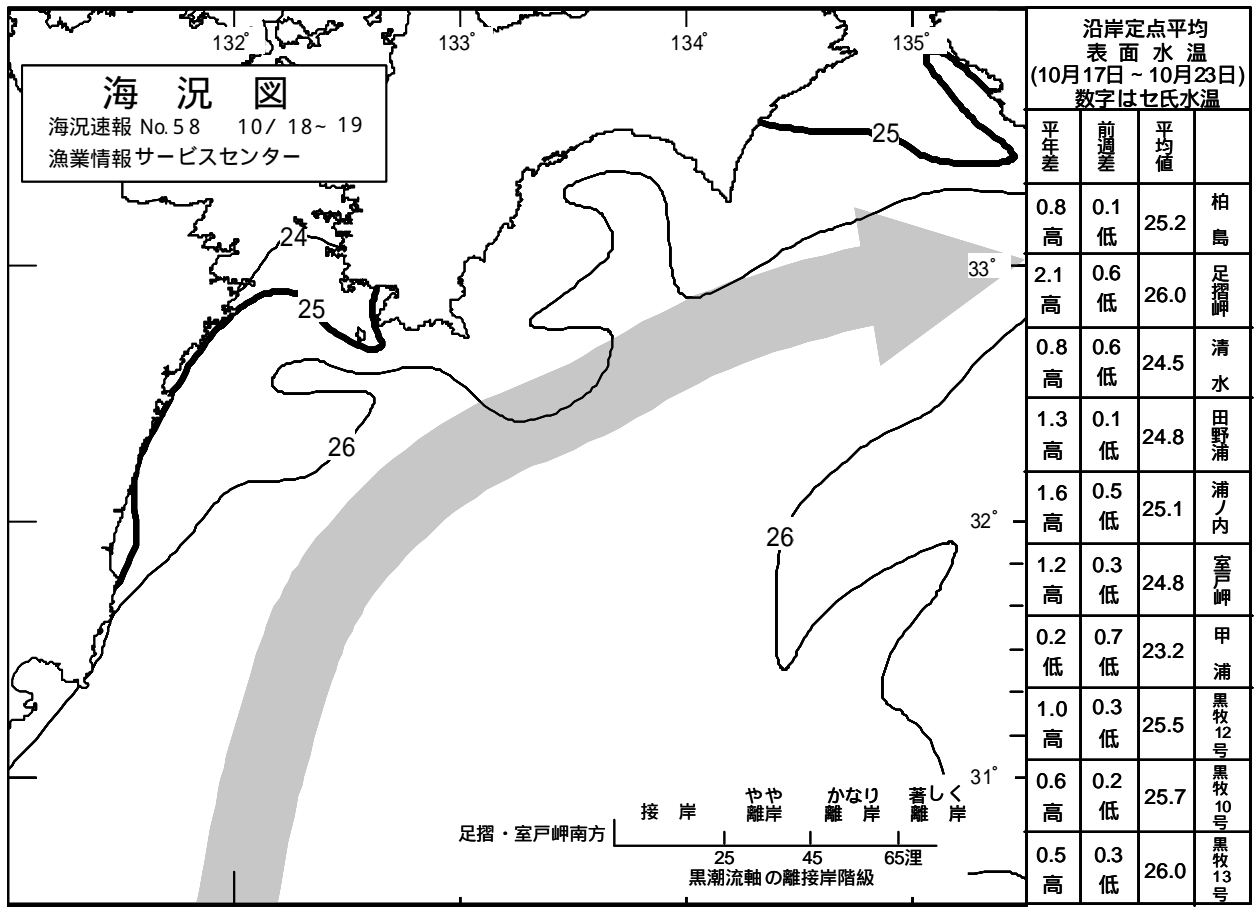 132°
133°
134°
135°
海 況 図
海況速報 No.58 10/ 18~ 19
漁業情報サービスセンター
24
25
25
26
26
33°
32°
31°
接 岸
やや
離岸
かなり
離 岸
著しく
離 岸
足摺・室戸岬南方
25
45
65浬
黒潮流軸の離接岸階級
沿岸定点平均
表 面 水 温
(10月17日 ~ 10月23日)
数字はセ氏水温
平年差 前週差 平均値
0.8高 0.1低 25.2 柏島
2.1高 0.6低 26.0 足摺岬
0.8高 0.6低 24.5 清水
1.3高 0.1低 24.8 田野浦
1.6高 0.5低 25.1 浦ノ内
1.2高 0.3低 24.8 室戸岬
0.2低 0.7低 23.2 甲浦
1.0高 0.3低 25.5 黒牧12号
0.6高 0.2低 25.7 黒牧10号
0.5高 0.3低 26.0 黒牧13号